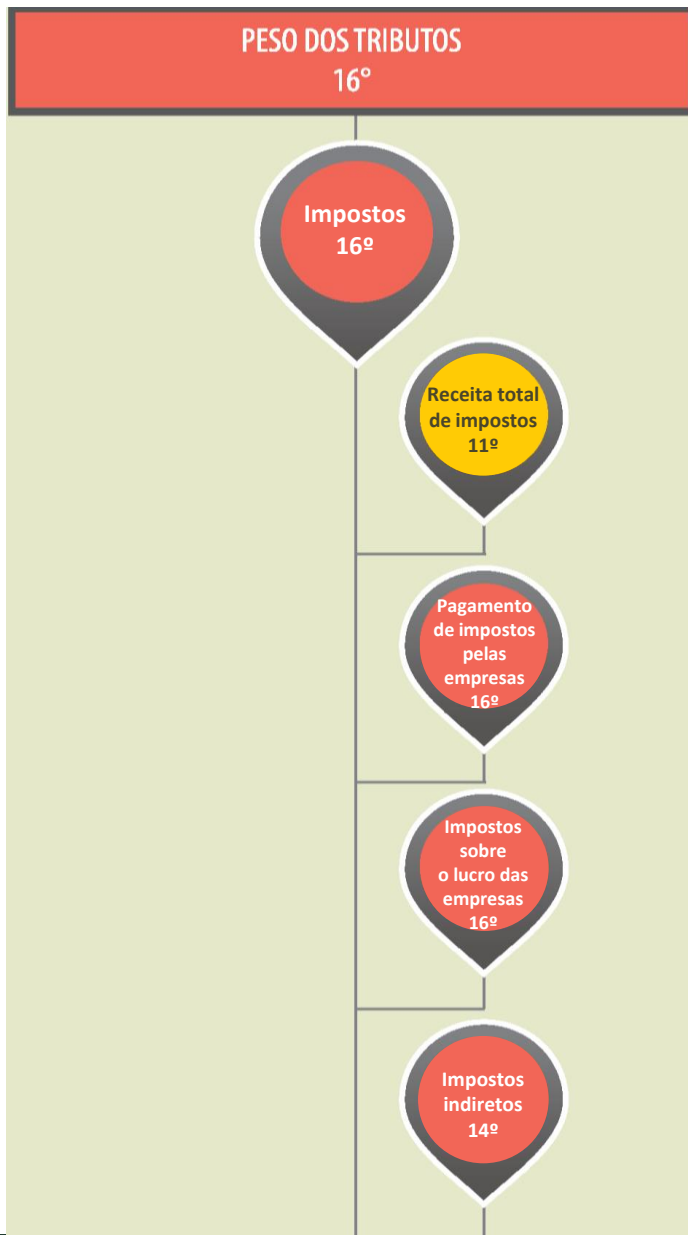 PESO DOS TRIBUTOS
16°
Impostos
16º
Receita total
de impostos
11º
Pagamento
de impostos
pelas
empresas
16º
Impostos
sobre
o lucro das
empresas
16º
Impostos
indiretos
14º